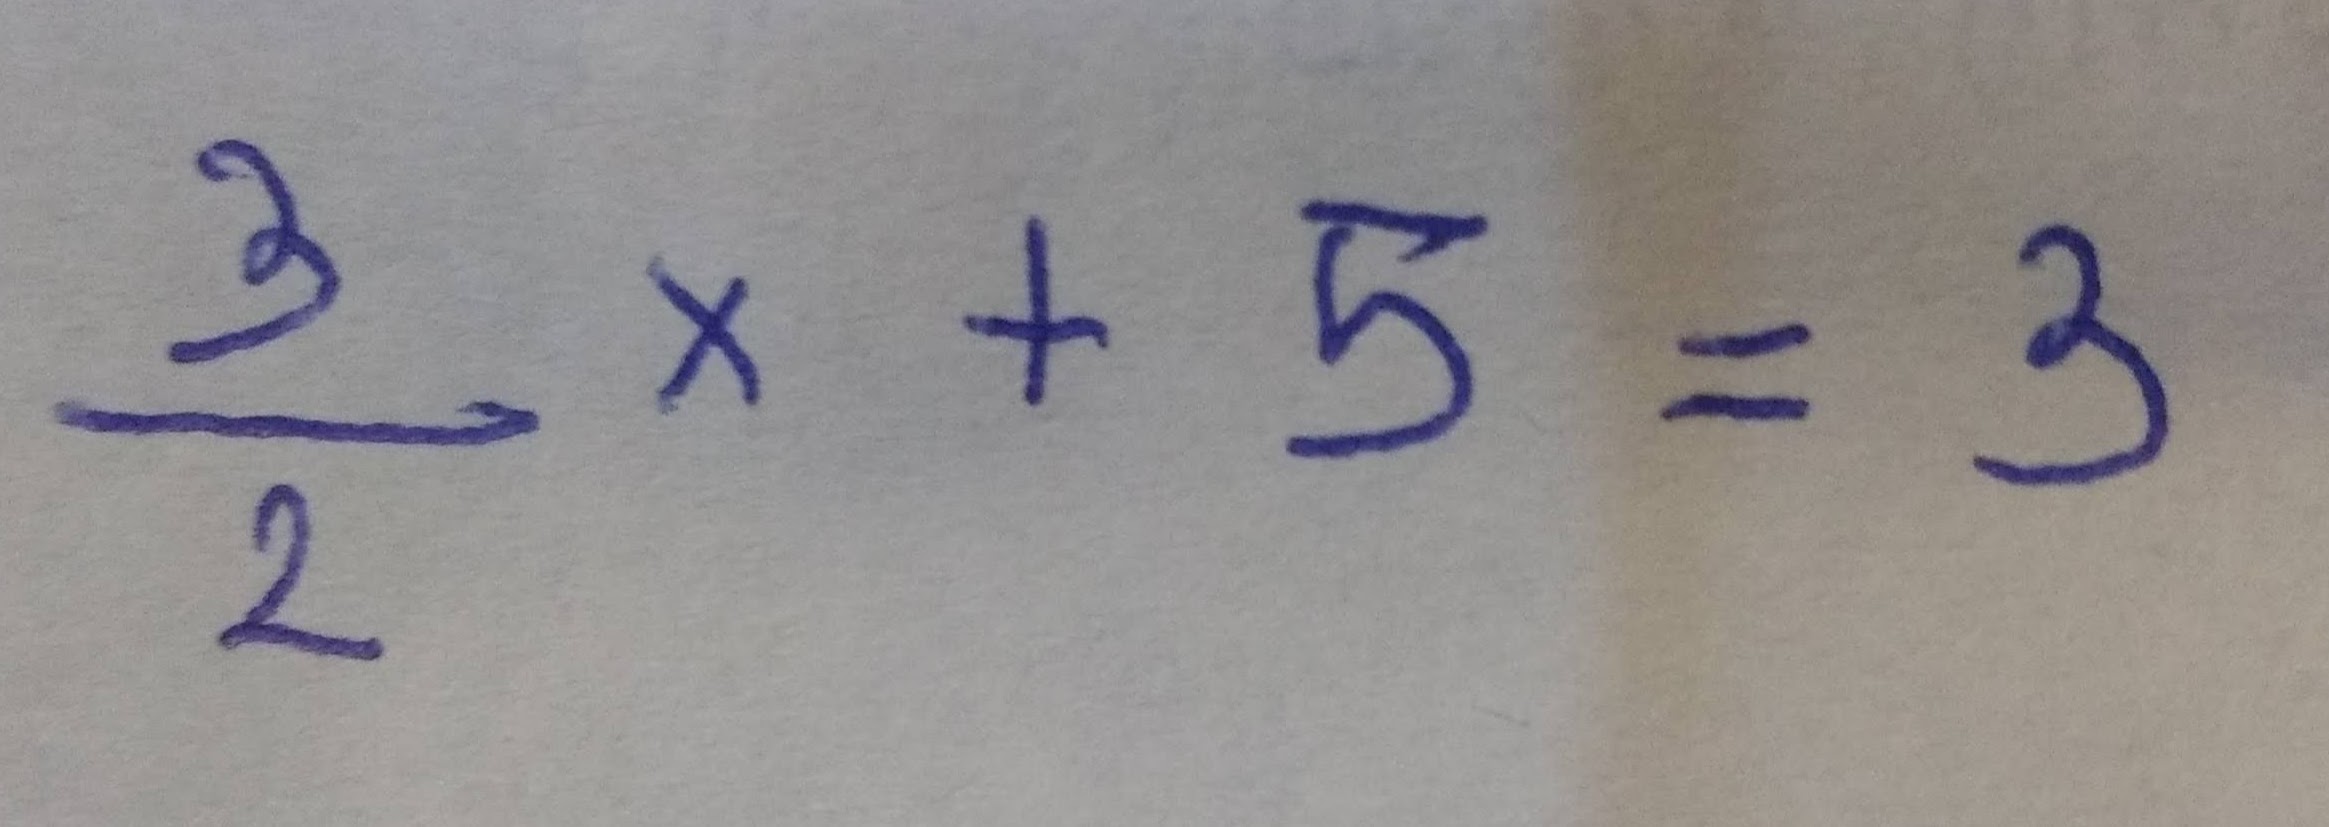 3/2 x + 5 = 3